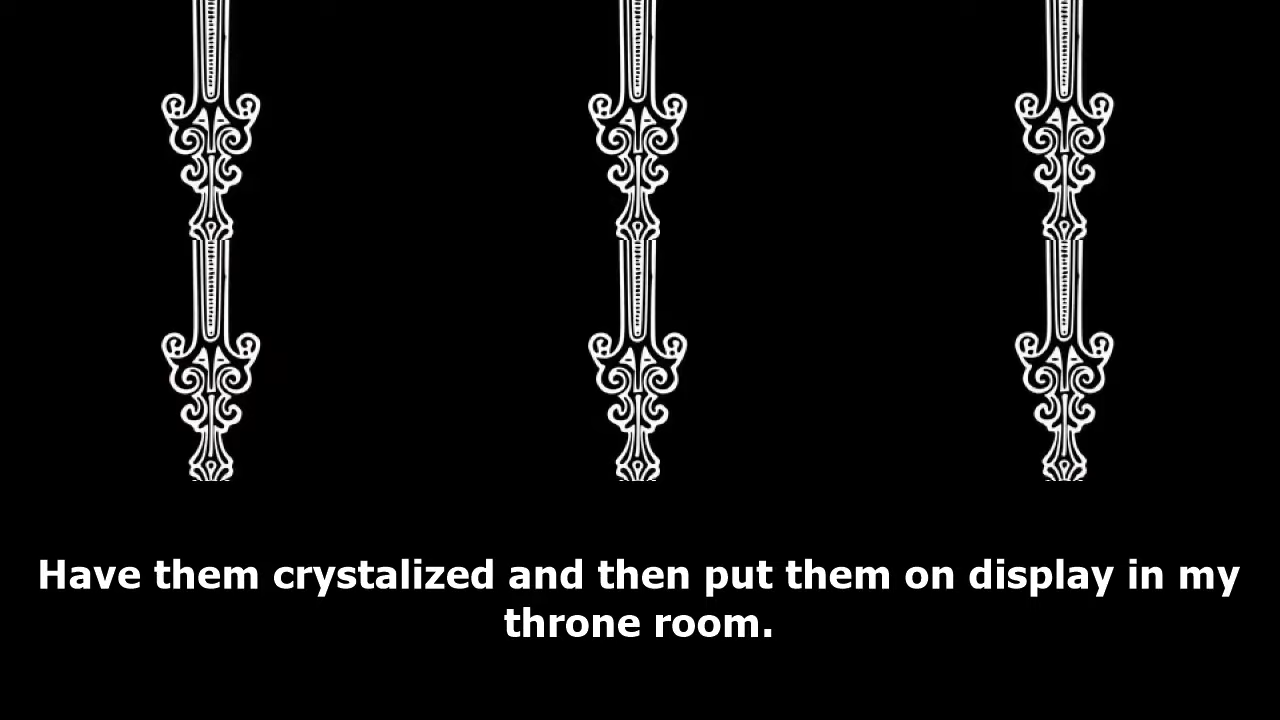 Have them crystalized and then put them on display in my
throne room.